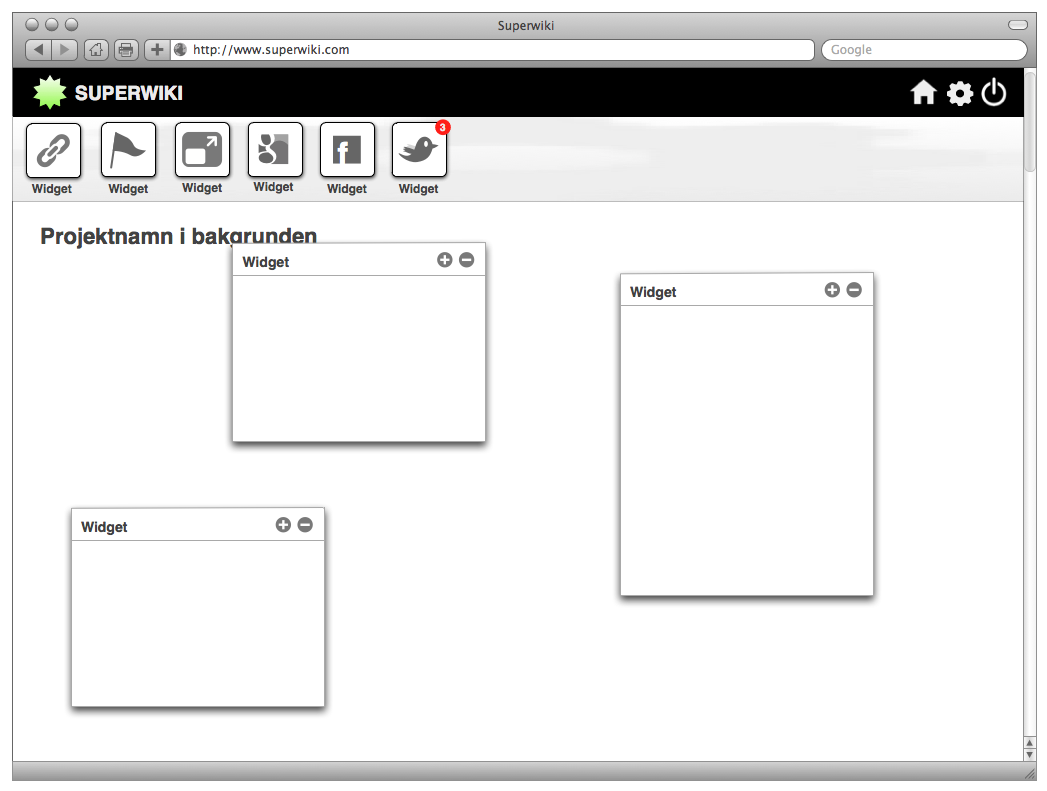 Superwiki
http://www.superwiki.com
Google
SUPERWIKI
3
Widget
Widget
Widget
Widget
Widget
Widget
Projektnamn i bakgrunden
Widget
Widget
Widget